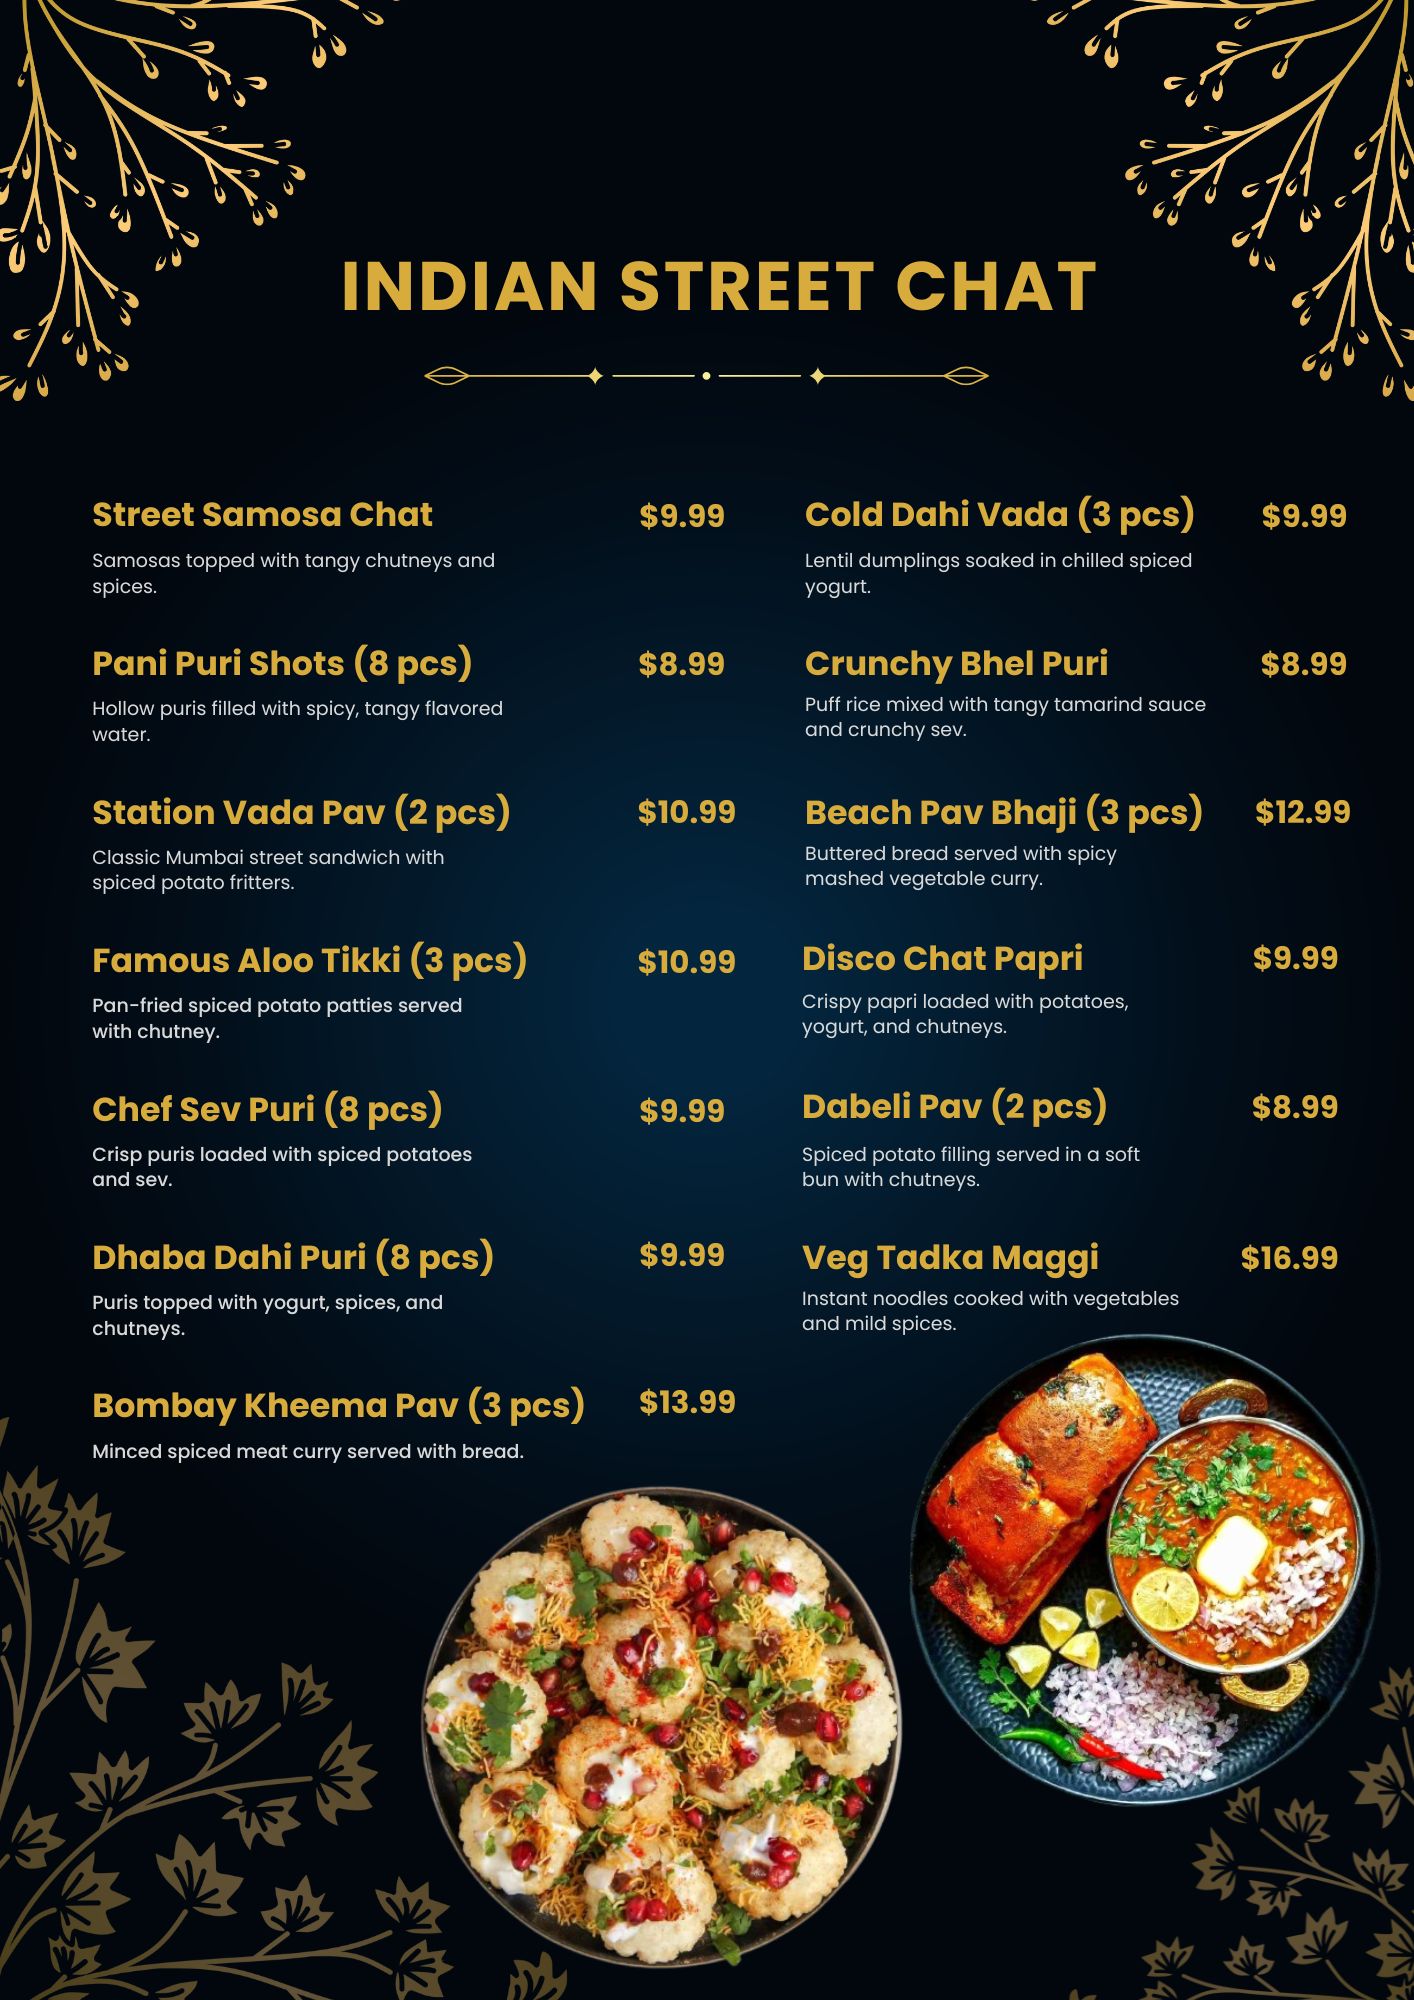 INDIAN STREET CHAT
Street Samosa Chat $9.99
Samosas topped with tangy chutneys and
spices.
Pani Puri Shots (8 pcs) $8.99
Hollow puris filled with spicy, tangy flavored
water.
Station Vada Pav (2 pcs) $10.99
Classic Mumbai street sandwich with
spiced potato fritters.
Famous Aloo Tikki (3 pcs) $10.99
Pan-fried spiced potato patties served
with chutney.
Chef Sev Puri (8 pcs) $9.99
Crisp puris loaded with spiced potatoes
and sev.
Dhaba Dahi Puri (8 pcs) $9.99
Puris topped with yogurt, spices, and
chutneys.
Bombay Kheema Pav (3 pcs) $13.99
Minced spiced meat curry served with bread.
Cold Dahi Vada (3 pcs) $9.99
Lentil dumplings soaked in chilled spiced
yogurt.
Crunchy Bhel Puri $8.99
Puff rice mixed with tangy tamarind sauce
and crunchy sev.
Beach Pav Bhaji (3 pcs) $12.99
Buttered bread served with spicy
mashed vegetable curry.
Disco Chat Papri $9.99
Crispy papri loaded with potatoes,
yogurt, and chutneys.
Dabeli Pav (2 pcs) $8.99
Spiced potato filling served in a soft
bun with chutneys.
Veg Tadka Maggi $16.99
Instant noodles cooked with vegetables
and mild spices.